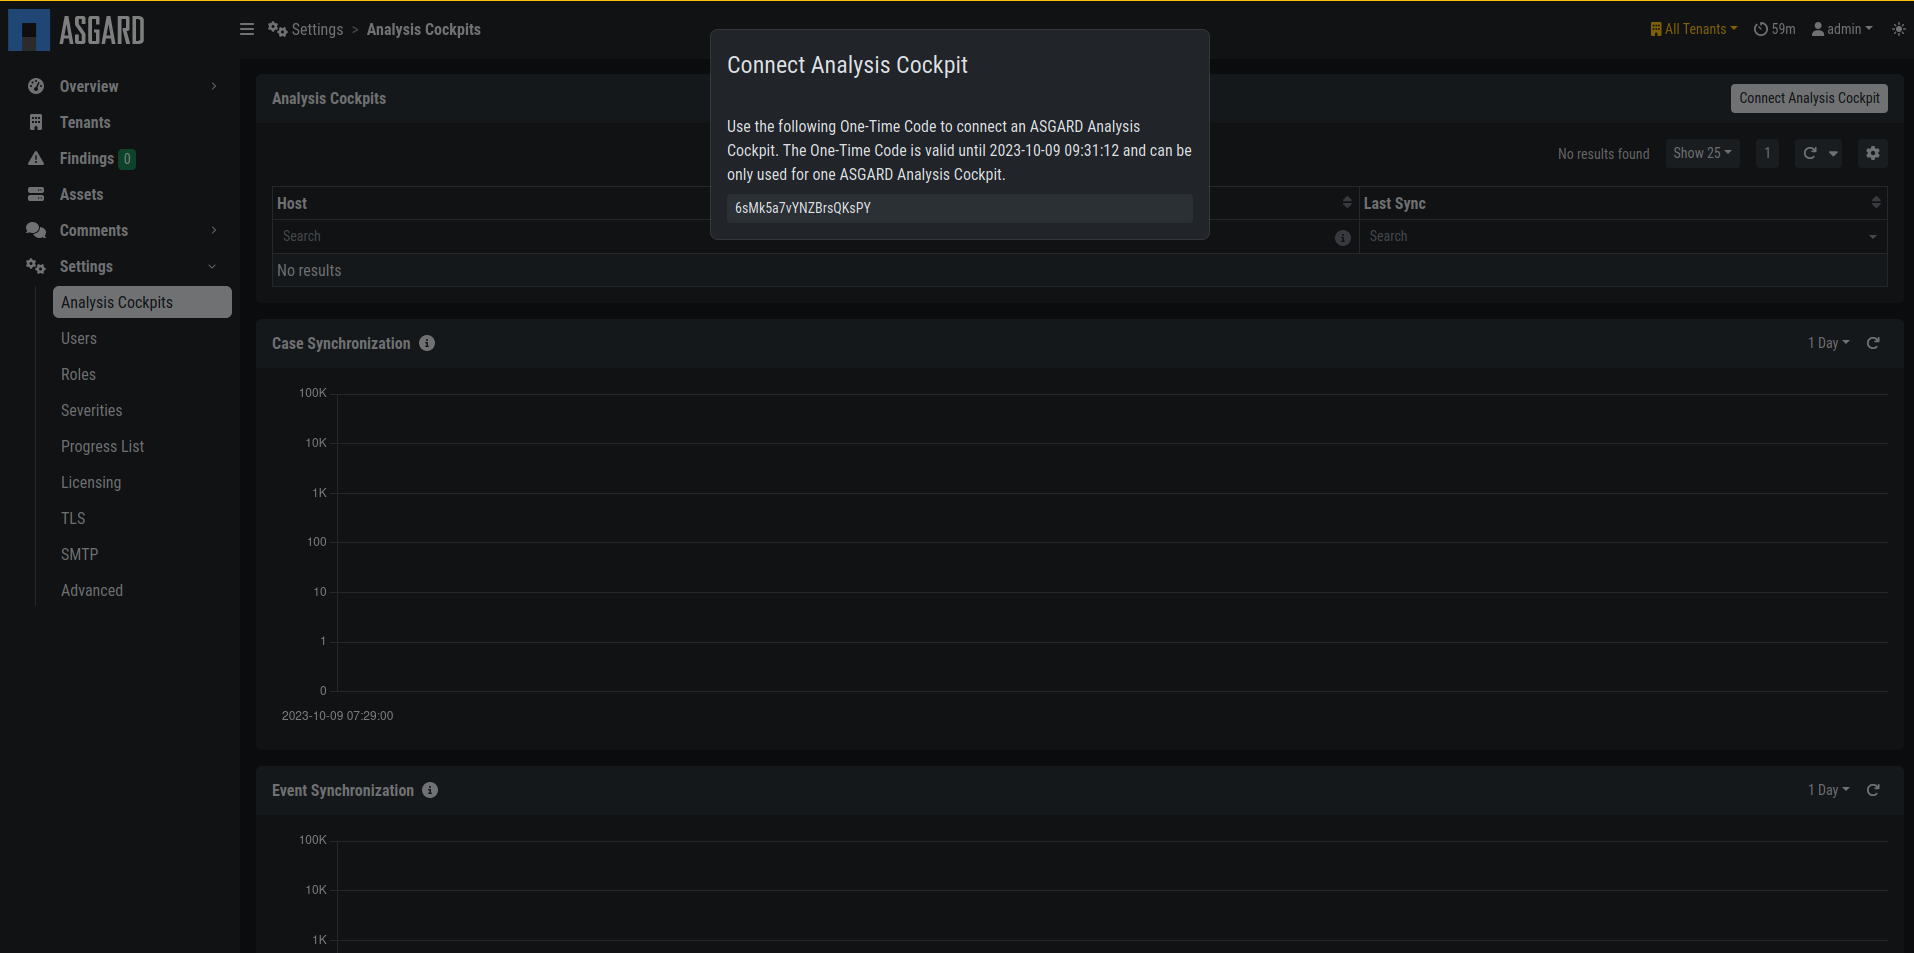 ASGARD
Settings > Analysis Cockpits
All Tenants
59m
admin
Overview
Tenants
Findings 0
Assets
Comments
Settings
Analysis Cockpits
Users
Roles
Severities
Progress List
Licensing
TLS
SMTP
Advanced
Connect Analysis Cockpit
Use the following One-Time Code to connect an ASGARD Analysis
Cockpit. The One-Time Code is valid until 2023-10-09 09:31:12 and can be
only used for one ASGARD Analysis Cockpit.
6sMk5a7vYNZBrsQKsPY
Analysis Cockpits
Connect Analysis Cockpit
No results found
Show 25
1
Host
Last Sync
Search
Search
No results
Case Synchronization
1 Day
100K
10K
1K
100
10
1
0
2023-10-09 07:29:00
Event Synchronization
1 Day
100K
10K
1K